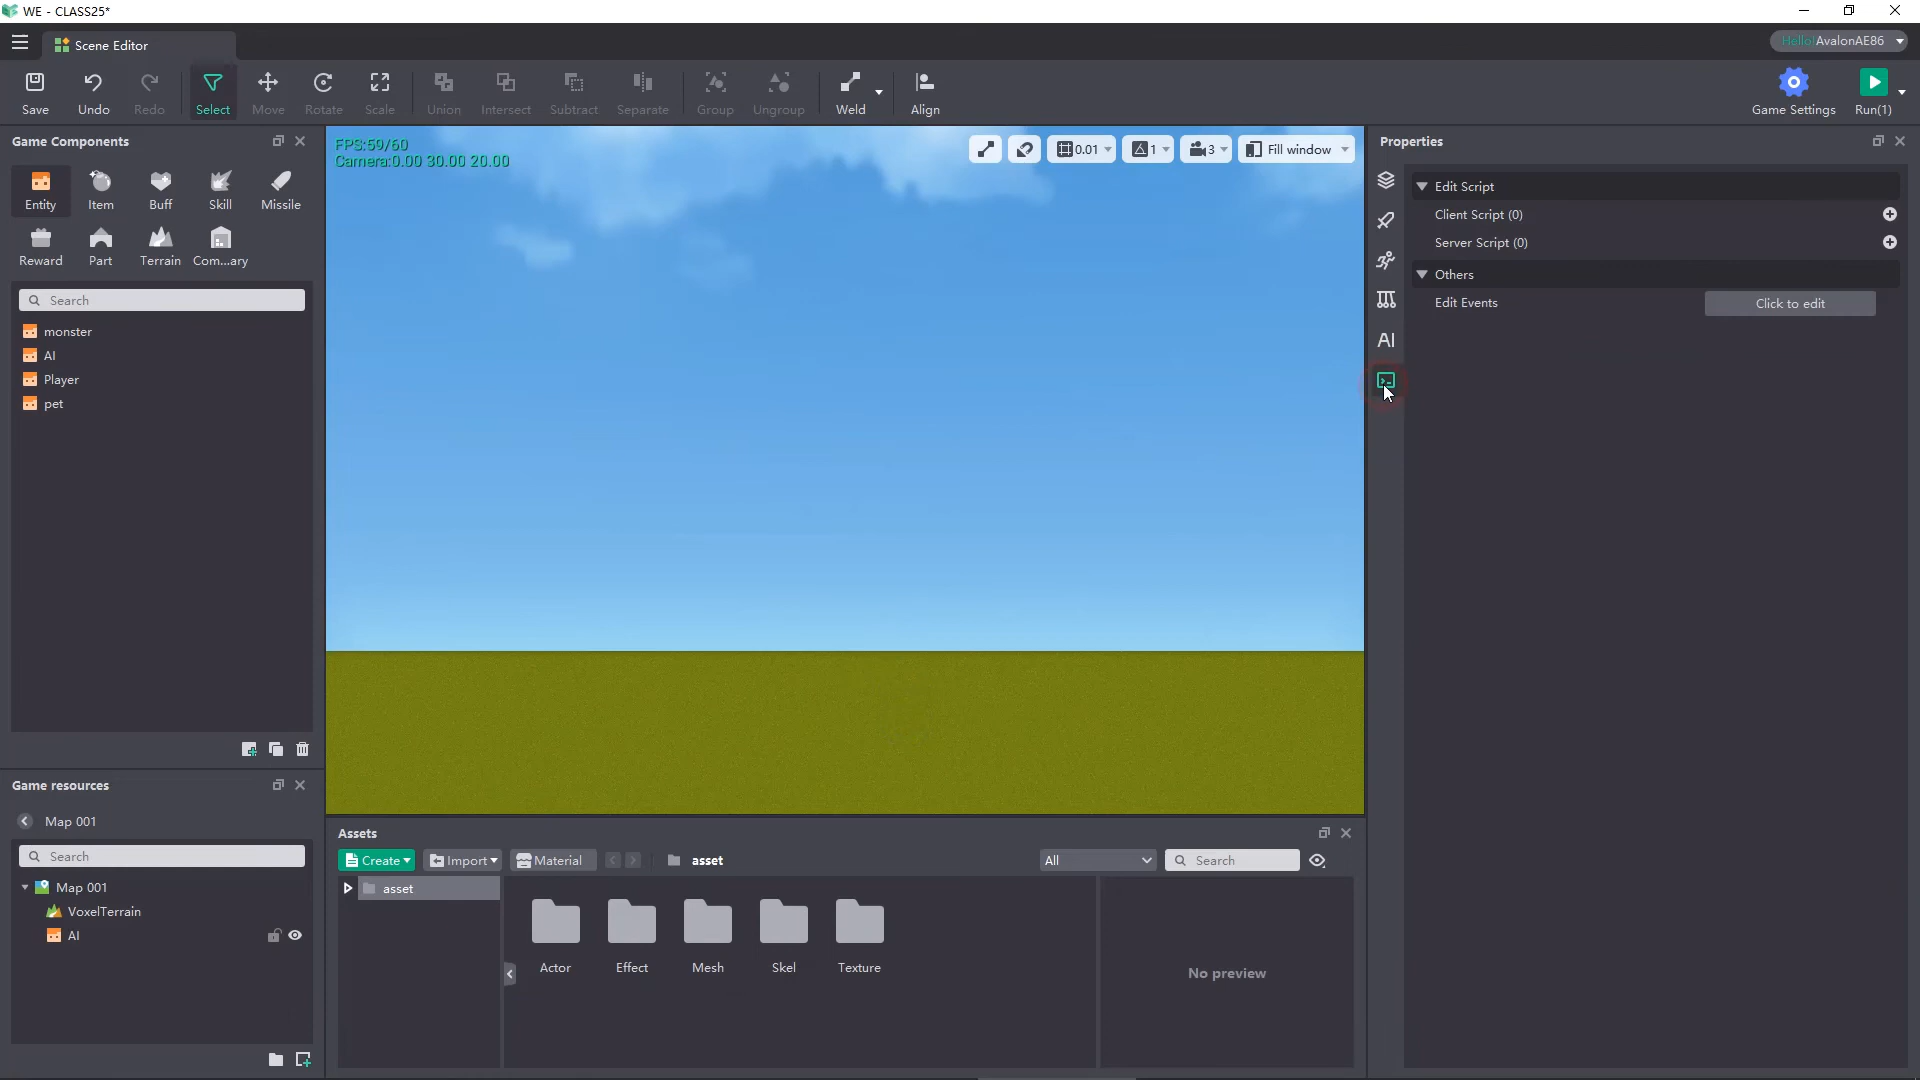 WE - CLASS25*
Scene Editor
Hello! AvalonAE86
Save
Undo
Redo
Select
Move
Rotate
Scale
Union
Intersect
Subtract
Separate
Group
Ungroup
Weld
Align
Game Settings
Run(1)
Game Components
Entity
Item
Buff
Skill
Missile
Reward
Part
Terrain
Com...ary
Search
monster
AI
Player
pet
Game resources
Map 001
Search
Map 001
VoxelTerrain
AI
FPS:59/60
Camera:0.00 30.00 20.00
0.01
1
3
Fill window
Assets
Create
Import
Material
asset
All
Search
asset
Actor
Effect
Mesh
Skel
Texture
No preview
Properties
AI
Edit Script
Client Script (0)
Server Script (0)
Others
Edit Events
Click to edit